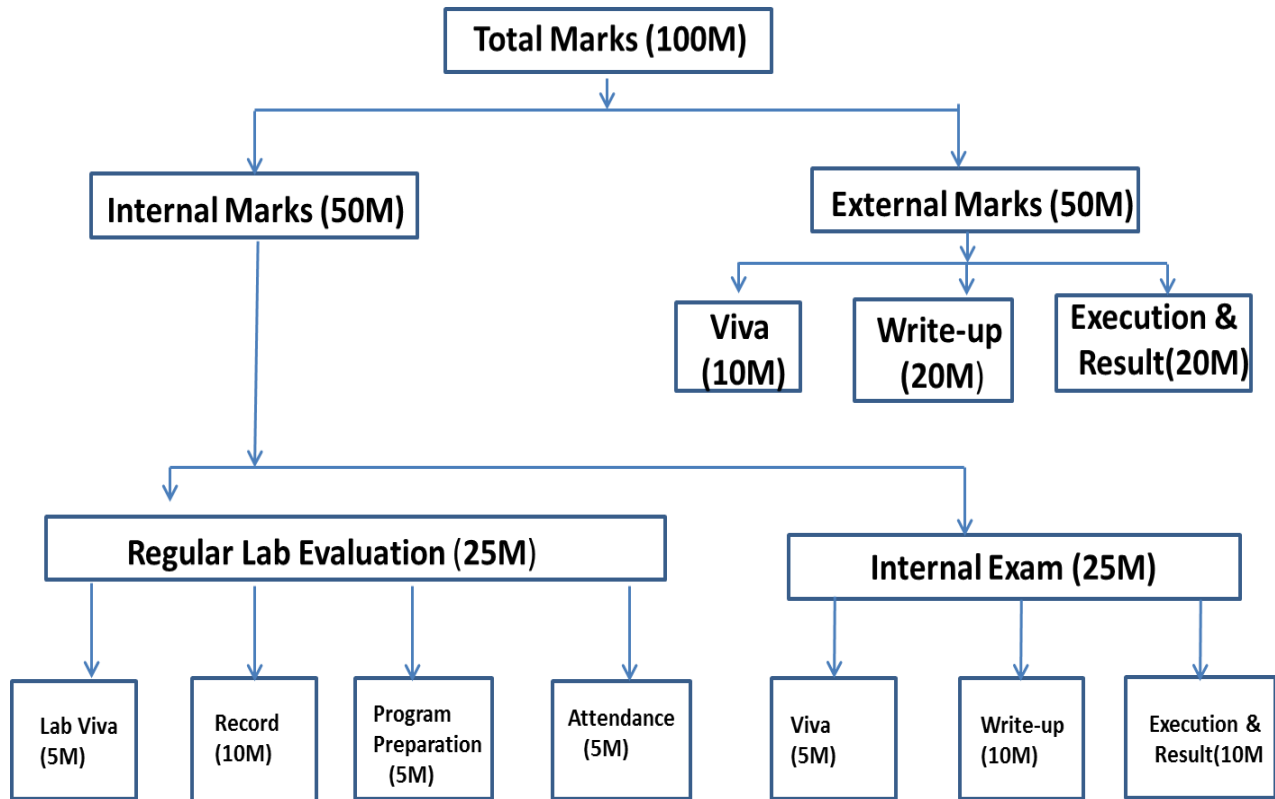 Total Marks (100M)
Internal Marks (50M)
External Marks (50M)
Viva
(10M)
Write-up
(20M)
Execution &
Result(20M)
Regular Lab Evaluation (25M)
Internal Exam (25M)
Lab Viva
(5M)
Record
(10M)
Program
Preparation
(5M)
Attendance
(5M)
Viva
(5M)
Write-up
(10M)
Execution &
Result(10M